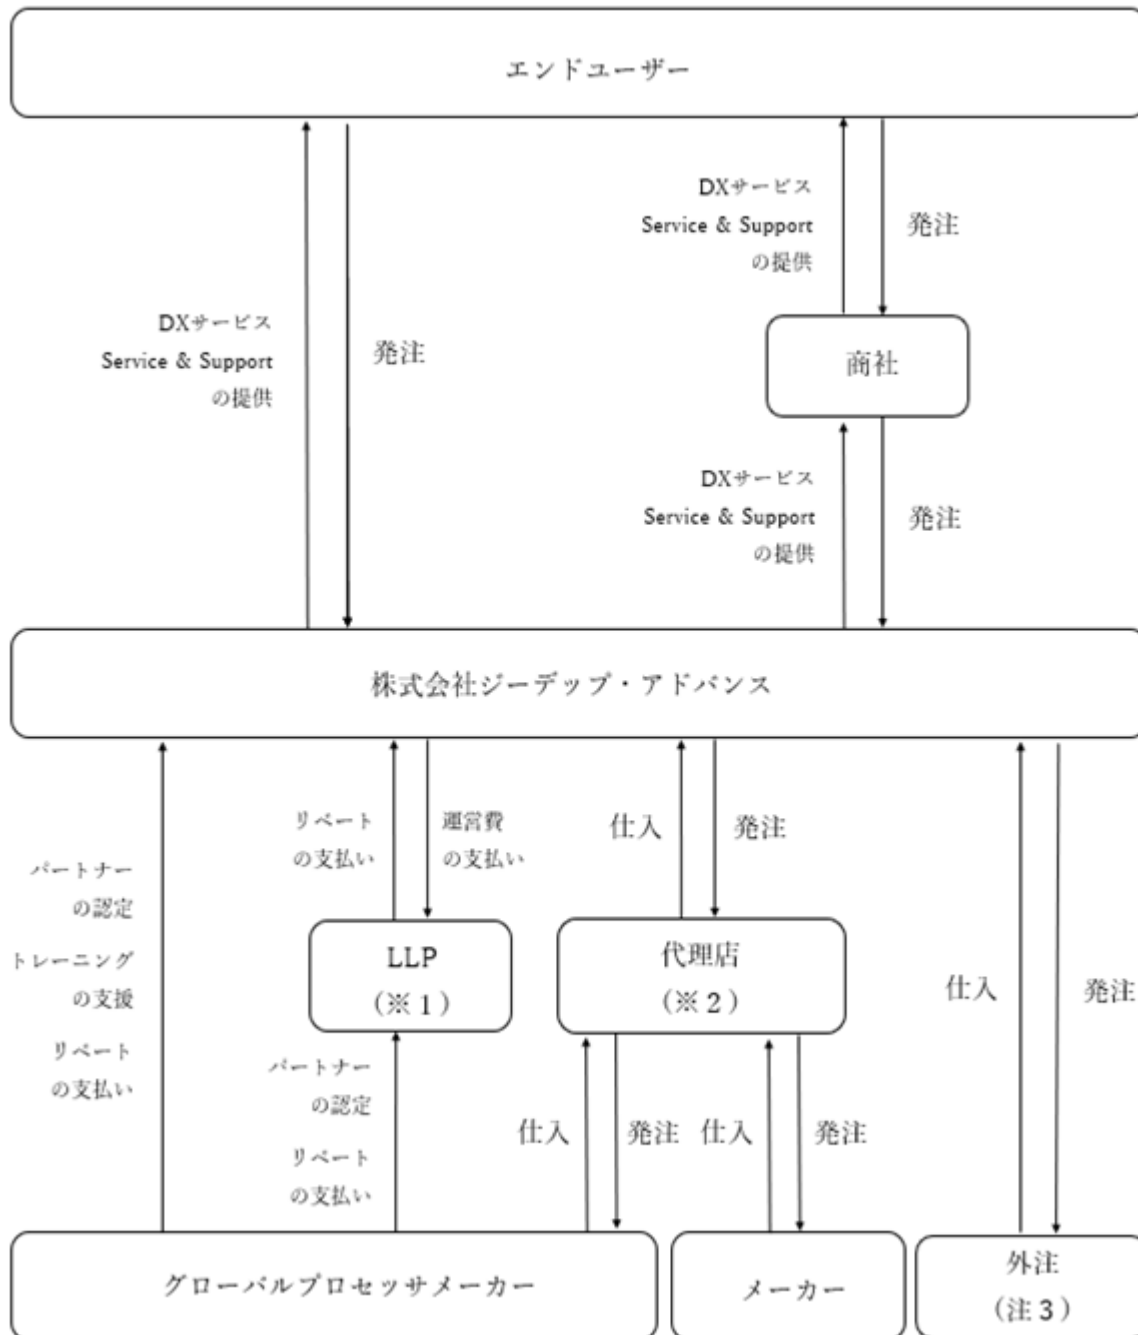 エンドユーザー
DXサービス
Service & Support
の提供
発注
DXサービス
Service & Support
の提供
発注
商社
DXサービス
Service & Support
の提供
発注
株式会社ジーデップ・アドバンス
パートナー
の認定
トレーニング
の支援
リベート
の支払い
リベート
の支払い
運営費
の支払い
仕入
発注
LLP
（※1）
代理店
（※2）
仕入
発注
パートナー
の認定
リベート
の支払い
仕入
発注
仕入
発注
グローバルプロセッサメーカー
メーカー
外注
（注3）